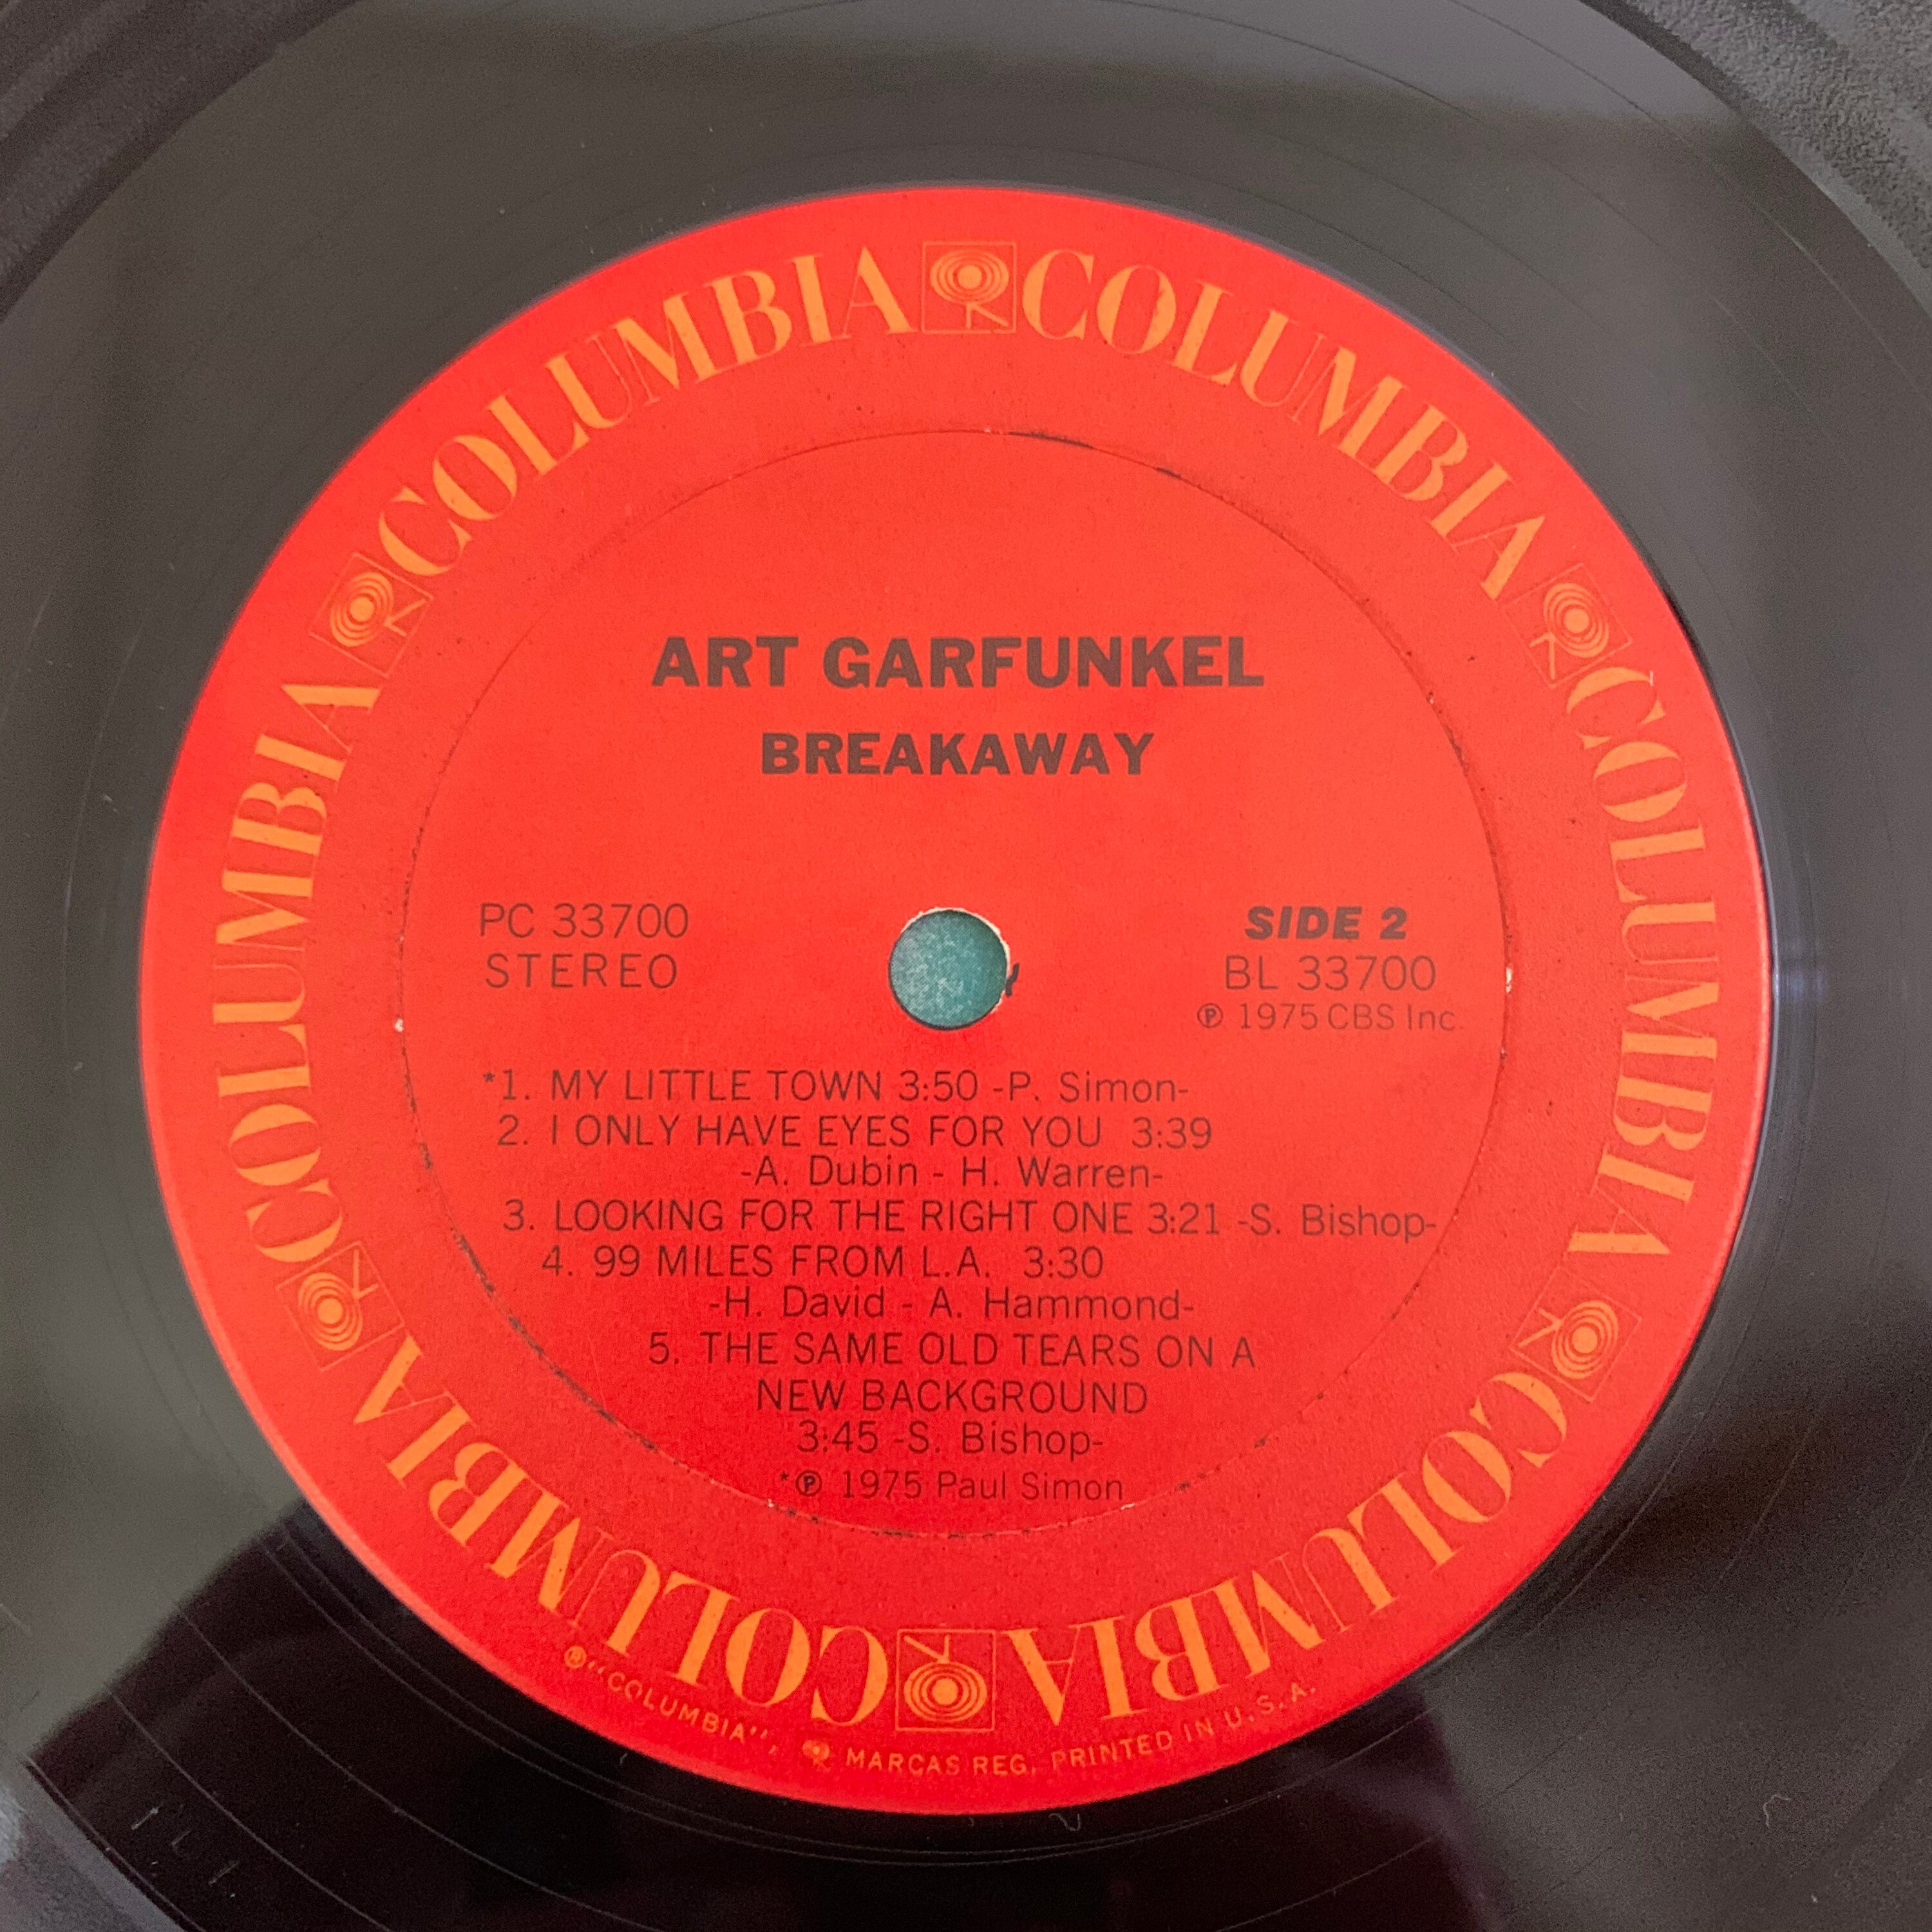 COLUMBIA COLUMBIA COLUMBIA COLUMBIA COLUMBIA COLUMBIA
ART GARFUNKEL
BREAKAWAY
PC 33700
STEREO
SIDE 2
BL 33700
℗ 1975 CBS Inc.
*1. MY LITTLE TOWN 3:50 -P. Simon-
2. I ONLY HAVE EYES FOR YOU 3:39
-A. Dubin - H. Warren-
3. LOOKING FOR THE RIGHT ONE 3:21 -S. Bishop-
4. 99 MILES FROM L.A. 3:30
-H. David - A. Hammond-
5. THE SAME OLD TEARS ON A
NEW BACKGROUND
3:45 -S. Bishop-
*℗ 1975 Paul Simon
® "COLUMBIA", MARCAS REG. PRINTED IN U.S.A.